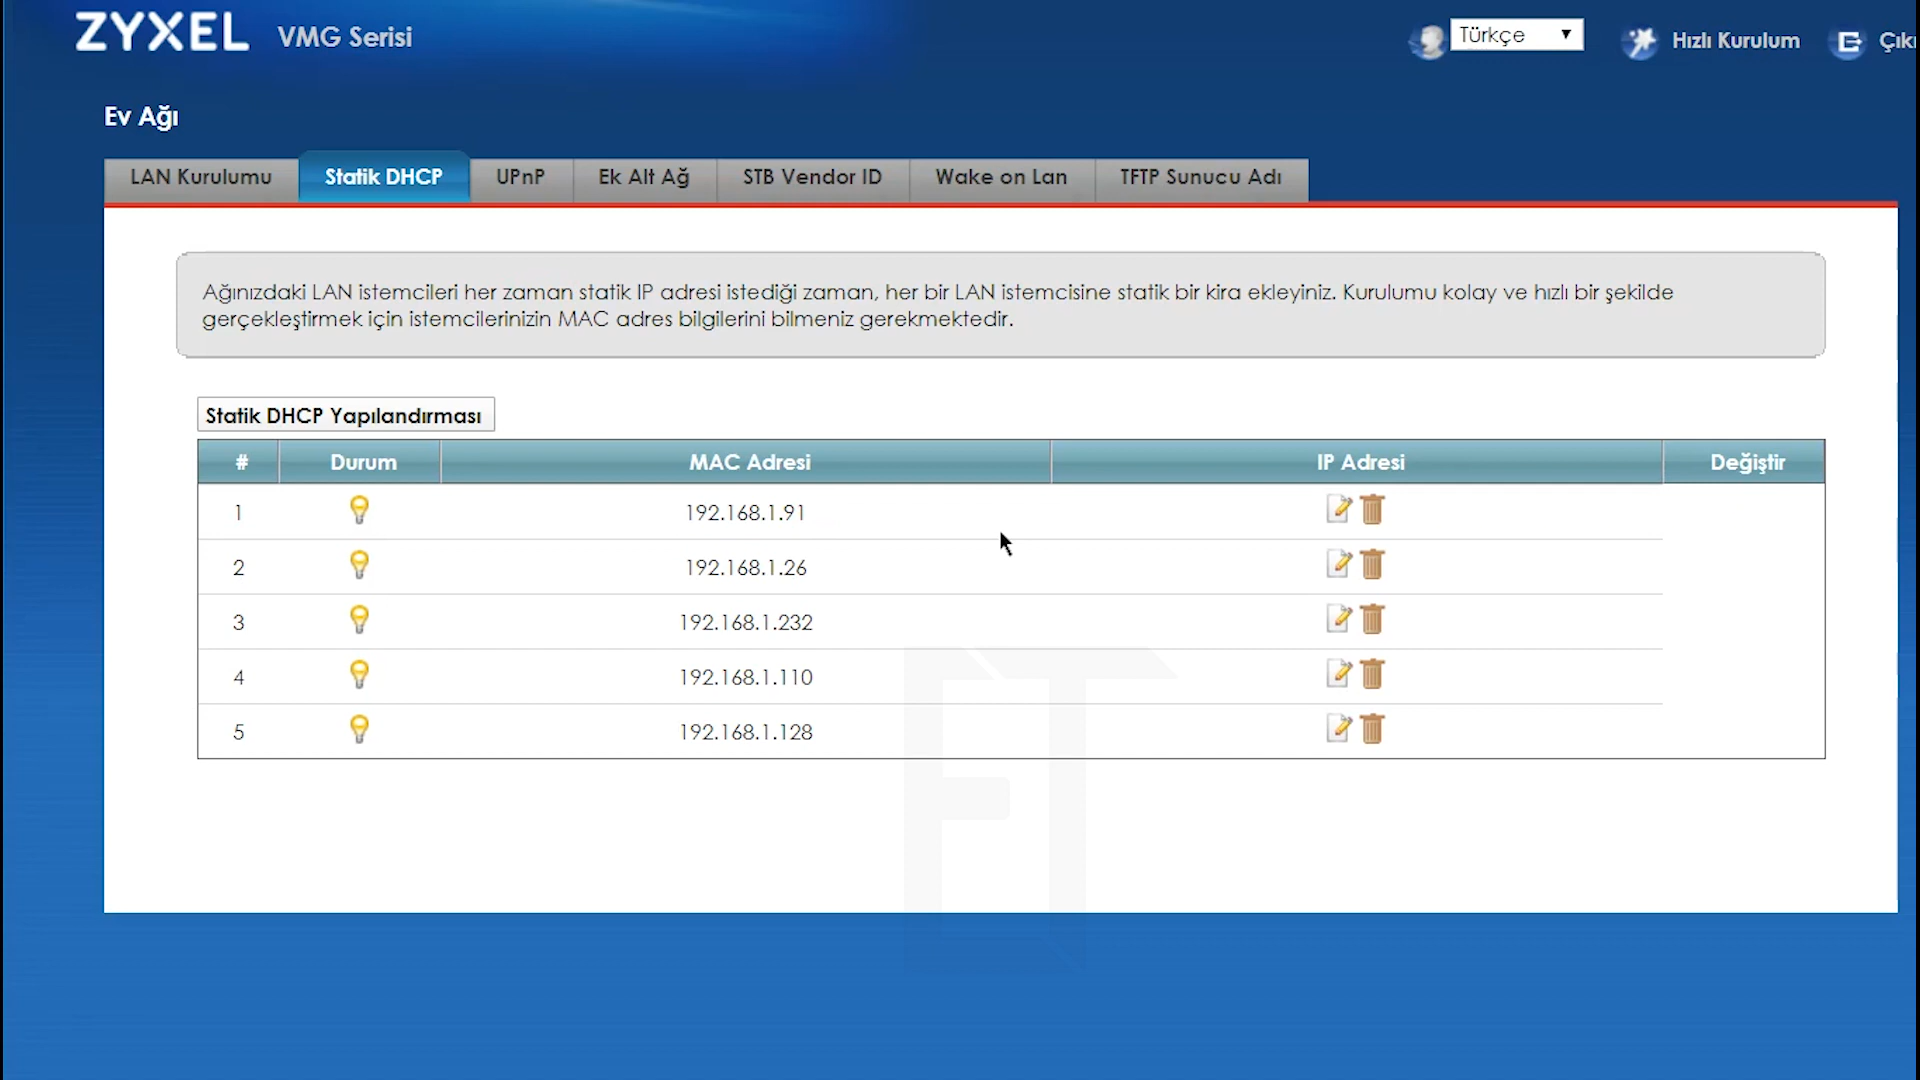 ZYXEL VMG Serisi
Türkçe
Hızlı Kurulum
Ev Ağı
LAN Kurulumu
Statik DHCP
UPnP
Ek Alt Ağ
STB Vendor ID
Wake on Lan
TFTP Sunucu Adı
Ağınızdaki LAN istemcileri her zaman statik IP adresi istediği zaman, her bir LAN istemcisine statik bir kira ekleyiniz. Kurulumu kolay ve hızlı bir şekilde
gerçekleştirmek için istemcilerinizin MAC adres bilgilerini bilmeniz gerekmektedir.
Statik DHCP Yapılandırması
# Durum MAC Adresi IP Adresi Değiştir
1 192.168.1.91
2 192.168.1.26
3 192.168.1.232
4 192.168.1.110
5 192.168.1.128